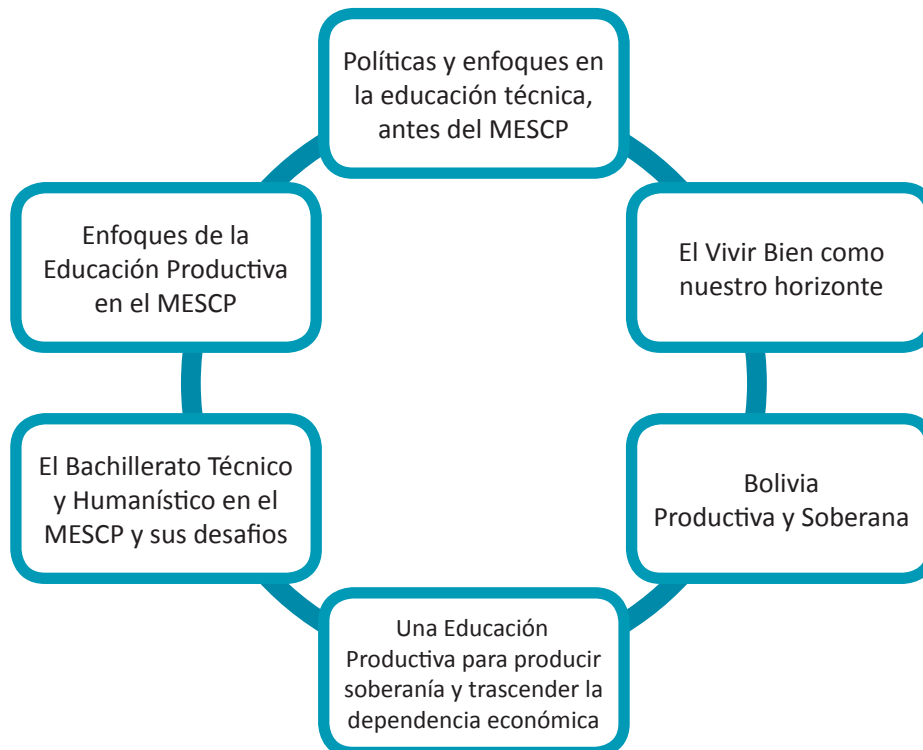 Políticas y enfoques en
la educación técnica,
antes del MESCP
El Vivir Bien como
nuestro horizonte
Bolivia
Productiva y Soberana
Una Educación
Productiva para producir
soberanía y trascender la
dependencia económica
El Bachillerato Técnico
y Humanístico en el
MESCP y sus desafios
Enfoques de la
Educación Productiva
en el MESCP